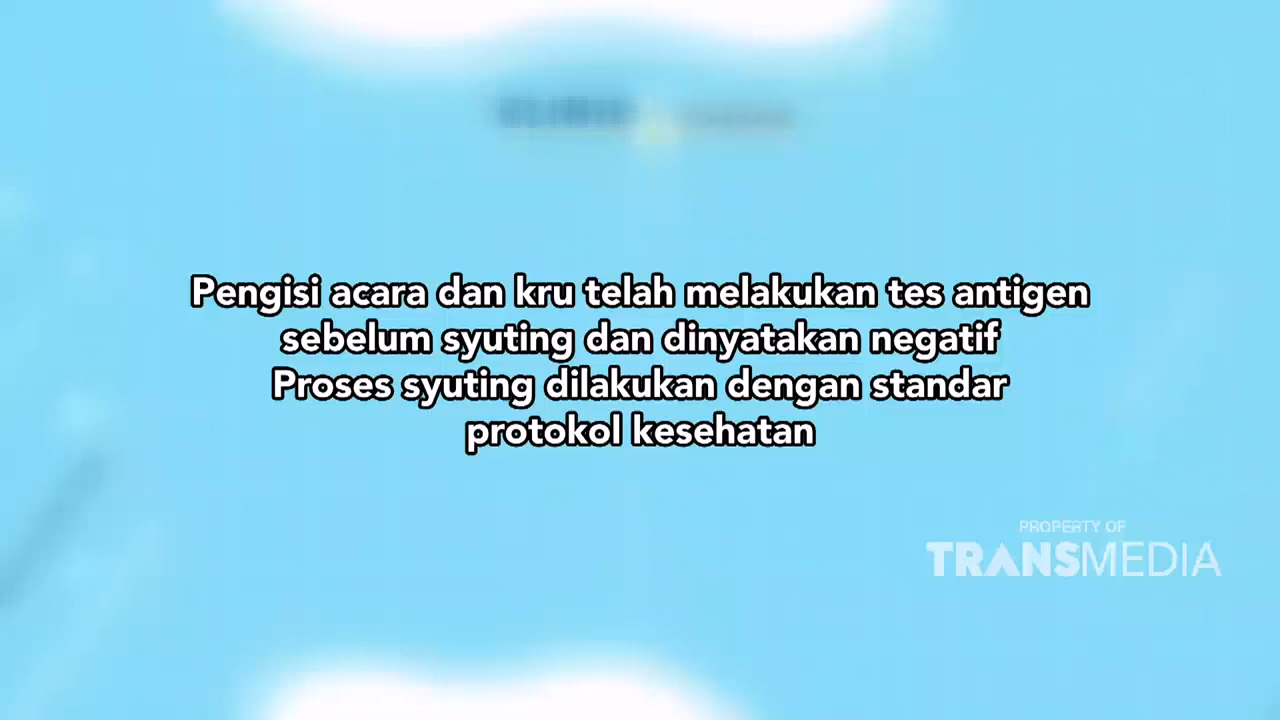 Pengisi acara dan kru telah melakukan tes antigen
sebelum syuting dan dinyatakan negatif
Proses syuting dilakukan dengan standar
protokol kesehatan
PROPERTY OF
TRANSMEDIA